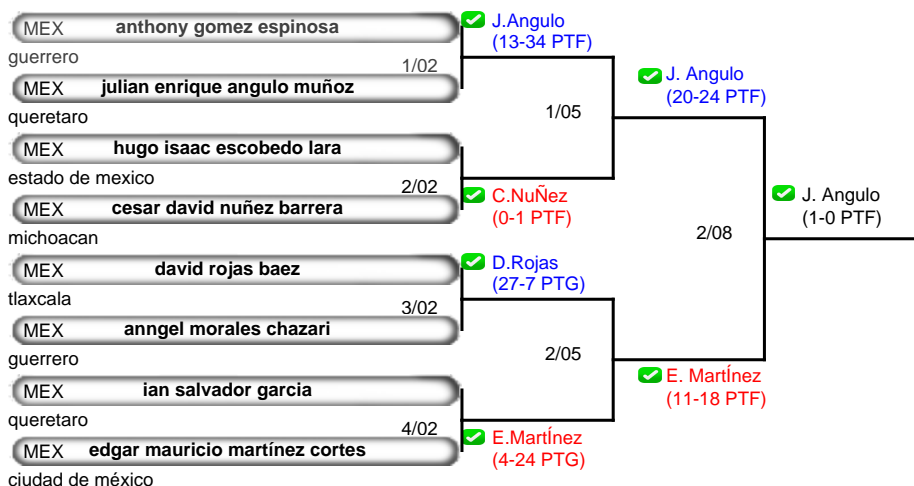 MEX anthony gomez espinosa
guerrero
1/02
MEX julian enrique angulo muñoz
queretaro
J.Angulo
(13-34 PTF)
MEX hugo isaac escobedo lara
estado de mexico
2/02
MEX cesar david nuñez barrera
michoacan
C.NuÑez
(0-1 PTF)
1/05
J. Angulo
(20-24 PTF)
MEX david rojas baez
tlaxcala
3/02
MEX anngel morales chazari
guerrero
D.Rojas
(27-7 PTG)
MEX ian salvador garcia
queretaro
4/02
MEX edgar mauricio martínez cortes
ciudad de méxico
E.MartÍnez
(4-24 PTG)
2/05
E. MartÍnez
(11-18 PTF)
2/08
J. Angulo
(1-0 PTF)